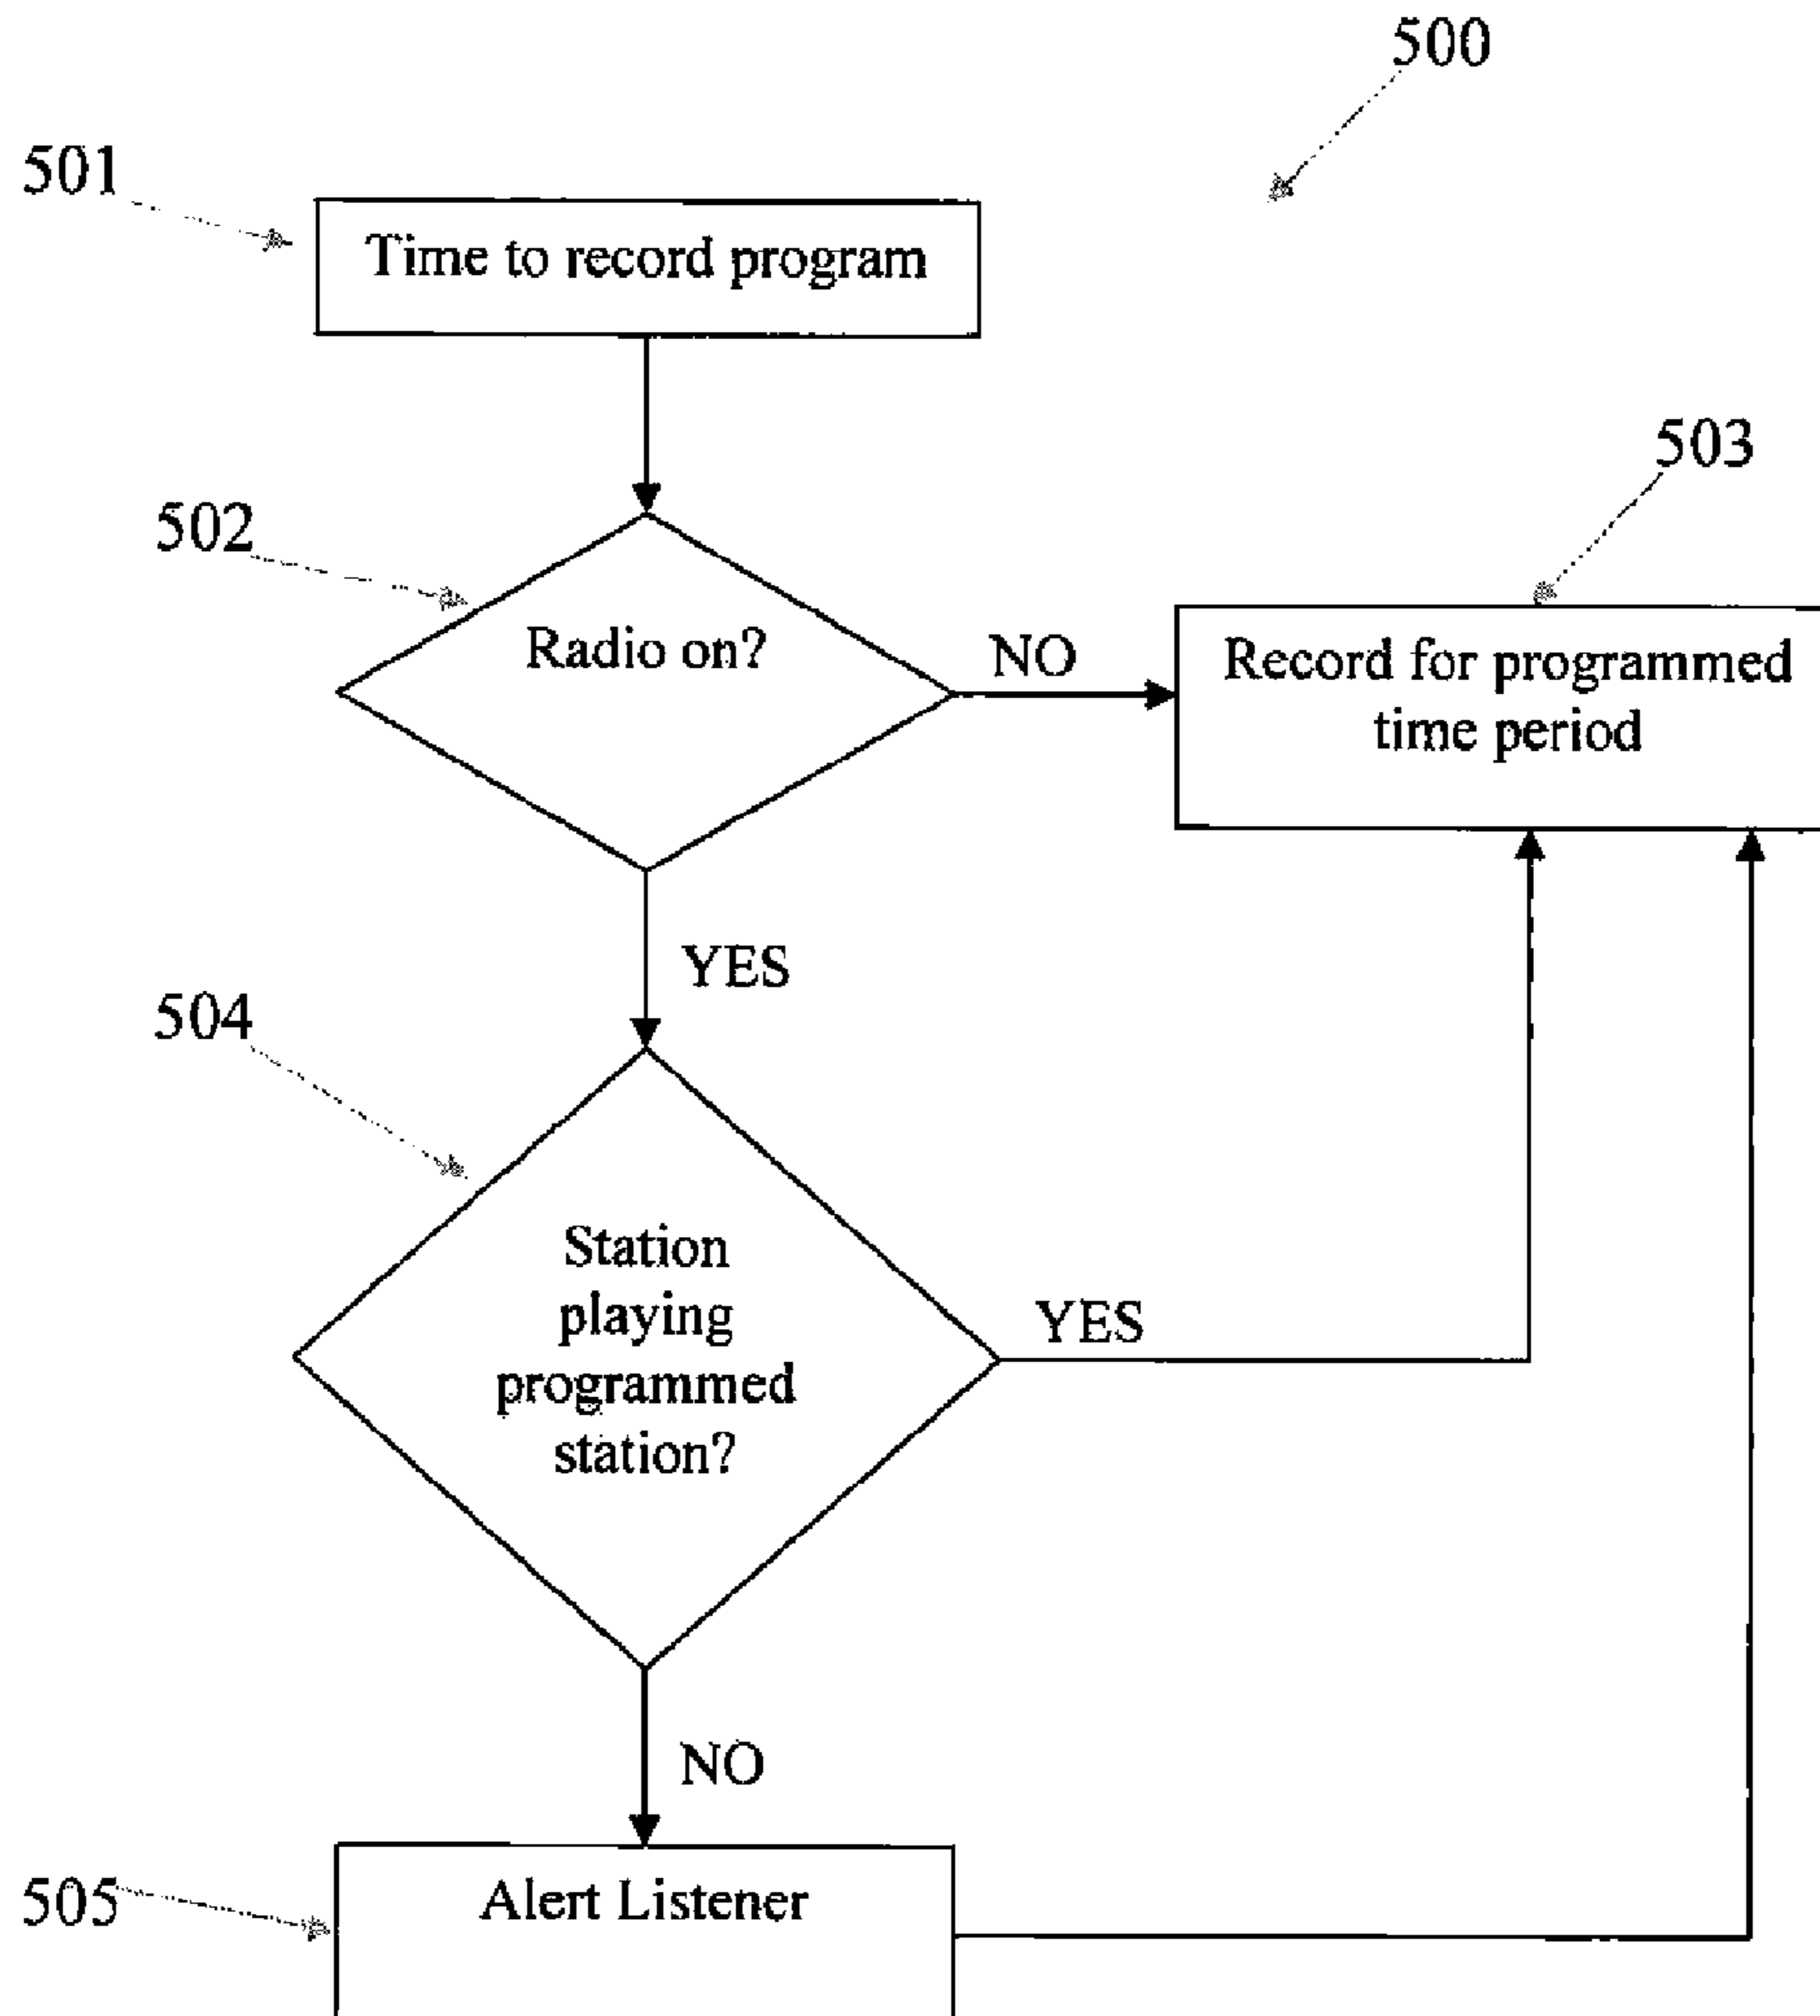 500
501
Time to record program
502
Radio on?
NO
503
Record for programmed
time period
YES
504
Station
playing
programmed
station?
YES
NO
505
Alert Listener